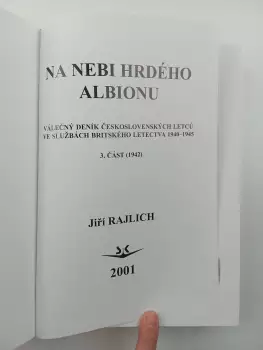 NA NEBI HRDÉHO
ALBIONU
VÁLEČNÝ DENÍK ČESKOSLOVENSKÝCH LETCŮ
VE SLUŽBÁCH BRITSKÉHO LETECTVA 1940-1945
3. ČÁST (1942)
Jiří RAJLICH
2001